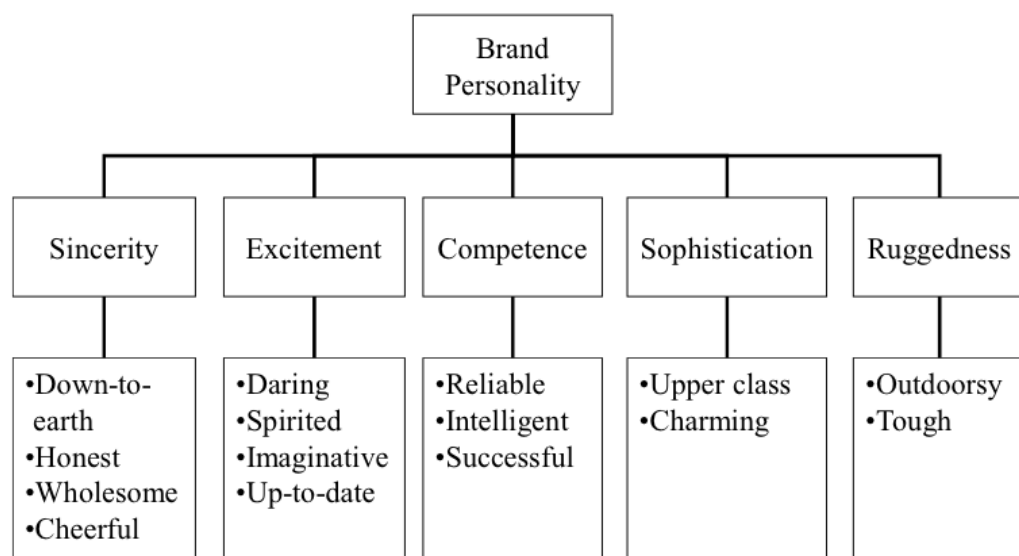 Brand
Personality
Sincerity
Excitement
Competence
Sophistication
Ruggedness
•Down-to-
earth
•Honest
•Wholesome
•Cheerful
•Daring
•Spirited
•Imaginative
•Up-to-date
•Reliable
•Intelligent
•Successful
•Upper class
•Charming
•Outdoorsy
•Tough